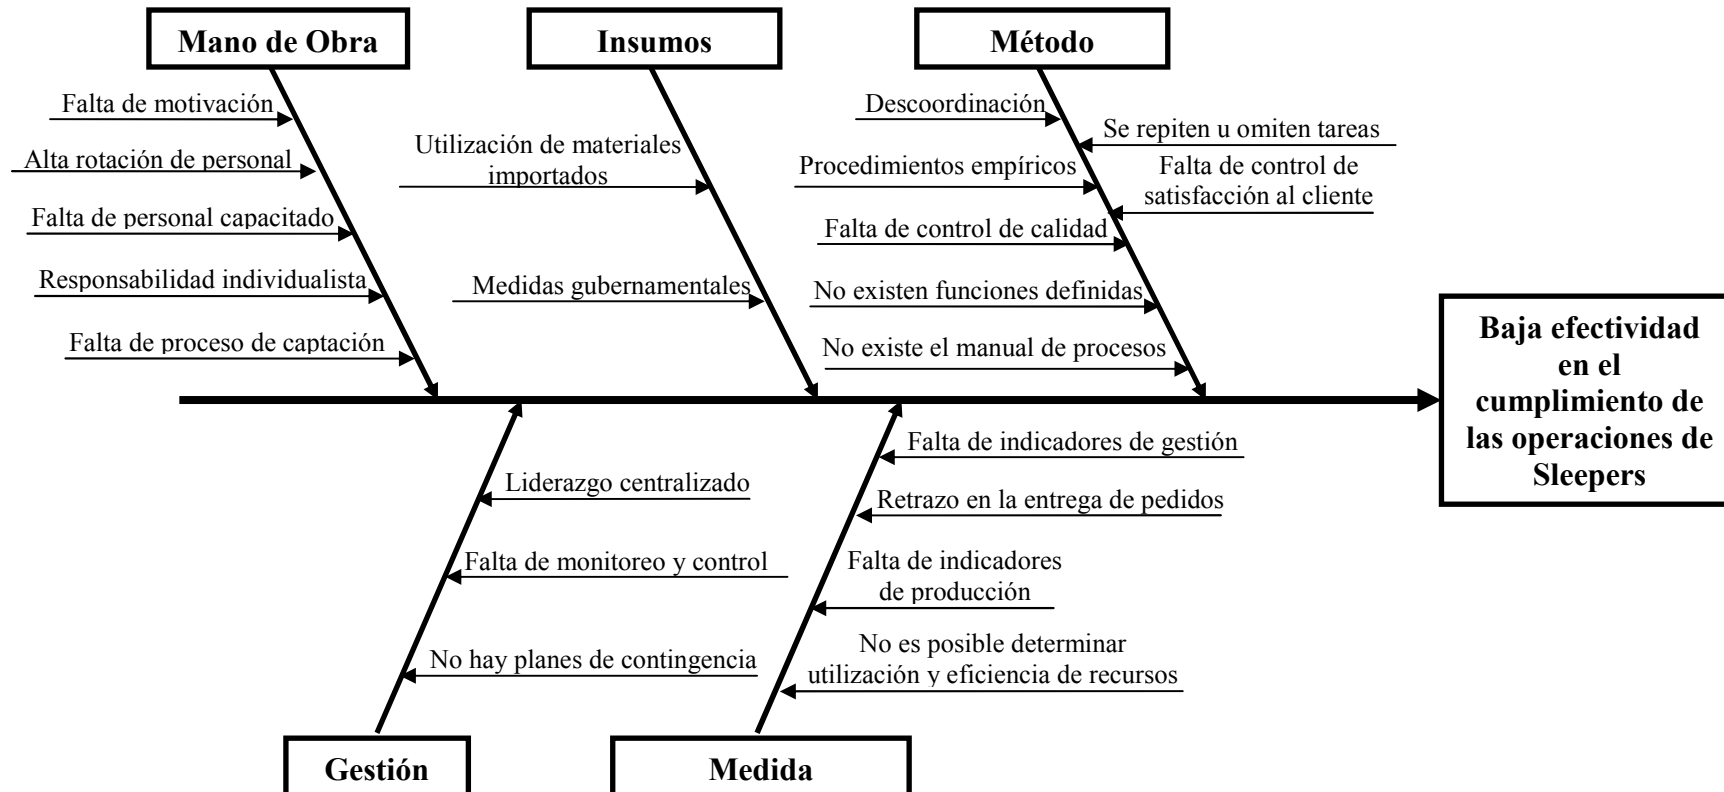 Mano de Obra
Insumos
Método
Falta de motivación
Alta rotación de personal
Falta de personal capacitado
Responsabilidad individualista
Falta de proceso de captación
Utilización de materiales
importados
Medidas gubernamentales
Descoordinación
Se repiten u omiten tareas
Procedimientos empíricos
Falta de control de
satisfacción al cliente
Falta de control de calidad
No existen funciones definidas
No existe el manual de procesos
Baja efectividad
en el
cumplimiento de
las operaciones de
Sleepers
Liderazgo centralizado
Falta de monitoreo y control
No hay planes de contingencia
Falta de indicadores de gestión
Retrazo en la entrega de pedidos
Falta de indicadores
de producción
No es posible determinar
utilización y eficiencia de recursos
Gestión
Medida